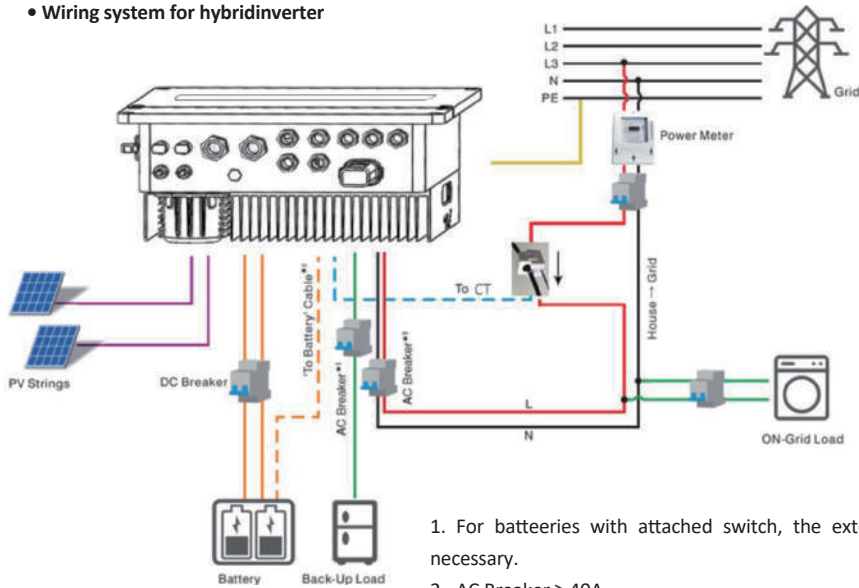 • Wiring system for hybridinverter
L1
L2
L3
N
PE
Grid
Power Meter
To CT
House → Grid
'To Battery' Cable*³
PV Strings
DC Breaker
AC Breaker*¹
AC Breaker*¹
L
N
ON-Grid Load
Battery
Back-Up Load
1. For batteeries with attached switch, the ext
necessary.